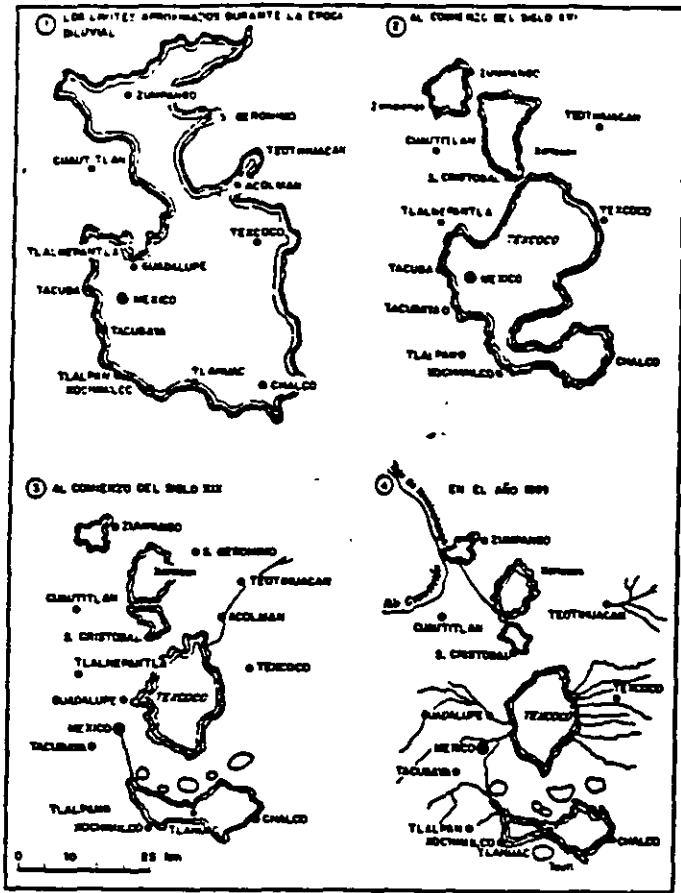 1 LOS LIMITES APROXIMADOS DURANTE LA EPOCA
DILUVIAL
ZUMPANGO
S. GERONIMO
CUAUTITLAN
TEOTIHUACAN
ACOLMAN
TEXCOCO
TLALNEPANTLA
GUADALUPE
TACUBA
MEXICO
TACUBAYA
TLALPAN
XOCHIMILCO
TLAHUAC
CHALCO
2 AL COMIENZO DEL SIGLO XVI
ZUMPANGO
Zumpango
TEOTIHUACAN
CUAUTITLAN
S. CRISTOBAL
TLALNEPANTLA
TEXCOCO
TEXCOCO
TACUBA
MEXICO
TACUBAYA
TLALPAN
XOCHIMILCO
CHALCO
3 AL COMIENZO DEL SIGLO XIX
ZUMPANGO
S. GERONIMO
TEOTIHUACAN
CUAUTITLAN
ACOLMAN
S. CRISTOBAL
TLALNEPANTLA
TEXCOCO
GUADALUPE
TEXCOCO
MEXICO
TACUBAYA
TLALPAN
XOCHIMILCO
TLAHUAC
CHALCO
0 10 25 km
4 EN EL AÑO 1889
ZUMPANGO
TEOTIHUACAN
CUAUTITLAN
S. CRISTOBAL
TEXCOCO
GUADALUPE
TEXCOCO
MEXICO
TACUBAYA
TLALPAN
XOCHIMILCO
TLAHUAC
CHALCO